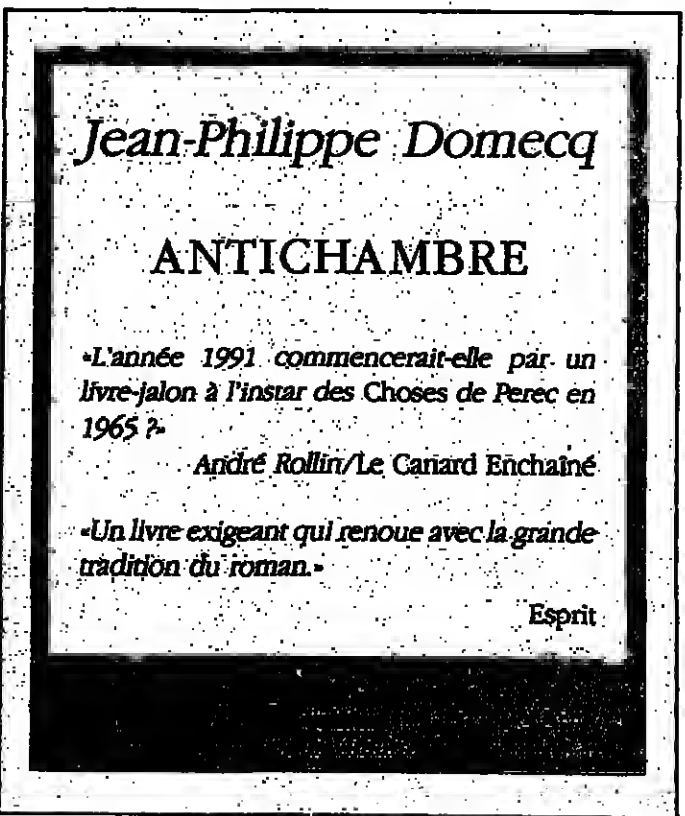 Jean-Philippe Domecq
ANTICHAMBRE
«L'année 1991 commencerait-elle par un
livre-jalon à l'instar des Choses de Perec en
1965 ?»
André Rollin/Le Canard Enchaîné
«Un livre exigeant qui renoue avec la grande
tradition du roman.»
Esprit